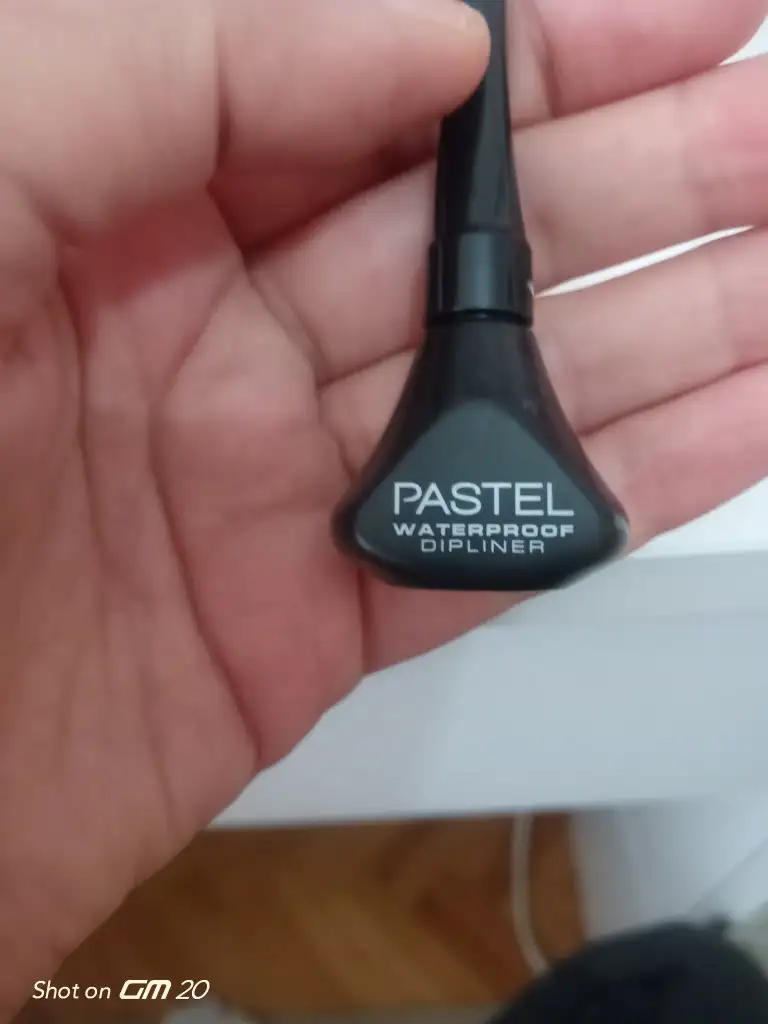 PASTEL
WATERPROOF
DIPLINER
Shot on GM 20